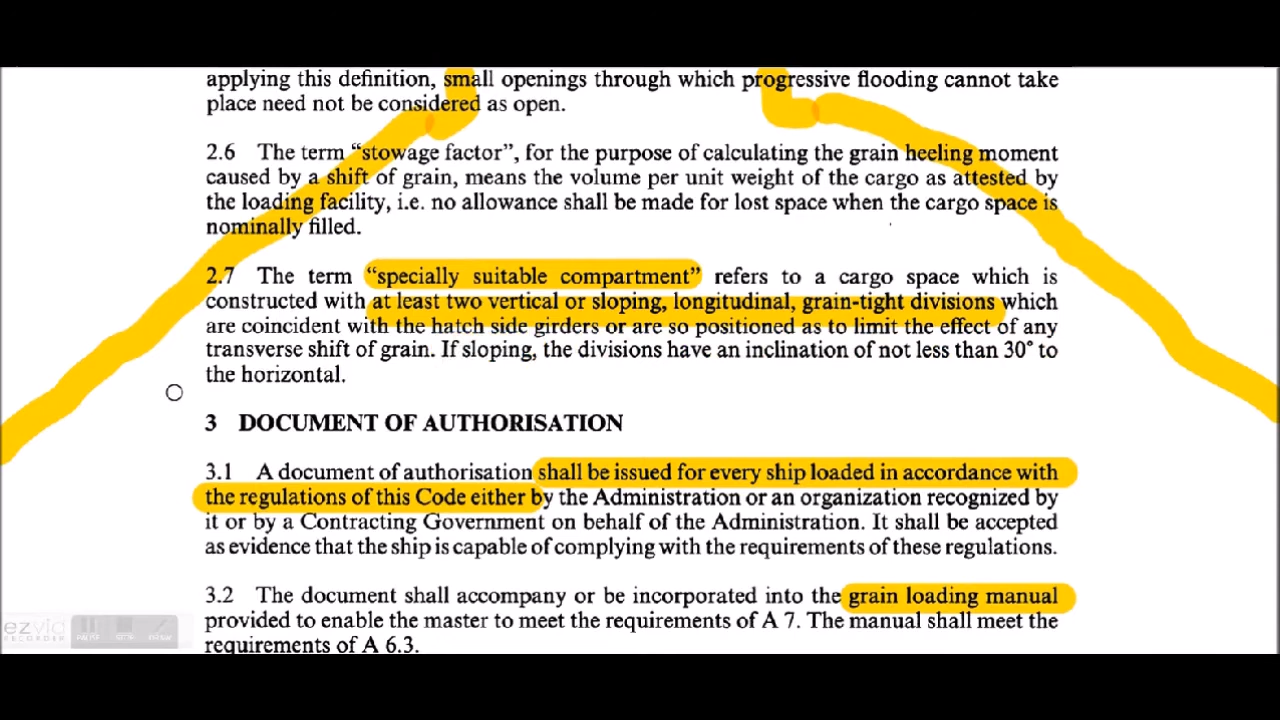 applying this definition, small openings through which progressive flooding cannot take
place need not be considered as open.
2.6 The term “stowage factor”, for the purpose of calculating the grain heeling moment
caused by a shift of grain, means the volume per unit weight of the cargo as attested by
the loading facility, i.e. no allowance shall be made for lost space when the cargo space is
nominally filled.
2.7 The term “specially suitable compartment” refers to a cargo space which is
constructed with at least two vertical or sloping, longitudinal, grain-tight divisions which
are coincident with the hatch side girders or are so positioned as to limit the effect of any
transverse shift of grain. If sloping, the divisions have an inclination of not less than 30° to
the horizontal.
3 DOCUMENT OF AUTHORISATION
3.1 A document of authorisation shall be issued for every ship loaded in accordance with
the regulations of this Code either by the Administration or an organization recognized by
it or by a Contracting Government on behalf of the Administration. It shall be accepted
as evidence that the ship is capable of complying with the requirements of these regulations.
3.2 The document shall accompany or be incorporated into the grain loading manual
provided to enable the master to meet the requirements of A 7. The manual shall meet the
requirements of A 6.3.
ezvid
RECORDER
PAUSE
STOP
DRAW